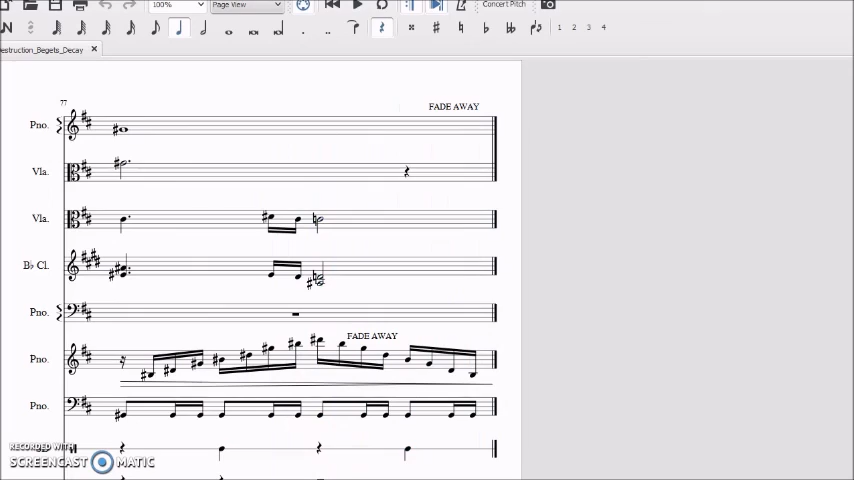 100%
Page View
Concert Pitch
1 2 3 4
estruction_Begets_Decay
77
FADE AWAY
Pno.
Vla.
Vla.
B♭ Cl.
Pno.
FADE AWAY
Pno.
Pno.
RECORDED WITH
SCREENCAST MATIC